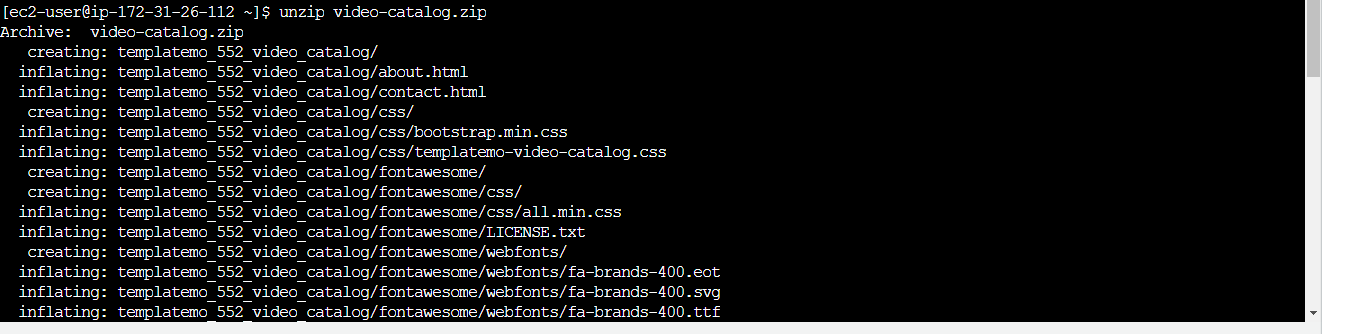 [ec2-user@ip-172-31-26-112 ~]$ unzip video-catalog.zip
Archive:  video-catalog.zip
   creating: templatemo_552_video_catalog/
  inflating: templatemo_552_video_catalog/about.html
  inflating: templatemo_552_video_catalog/contact.html
   creating: templatemo_552_video_catalog/css/
  inflating: templatemo_552_video_catalog/css/bootstrap.min.css
  inflating: templatemo_552_video_catalog/css/templatemo-video-catalog.css
   creating: templatemo_552_video_catalog/fontawesome/
   creating: templatemo_552_video_catalog/fontawesome/css/
  inflating: templatemo_552_video_catalog/fontawesome/css/all.min.css
  inflating: templatemo_552_video_catalog/fontawesome/LICENSE.txt
   creating: templatemo_552_video_catalog/fontawesome/webfonts/
  inflating: templatemo_552_video_catalog/fontawesome/webfonts/fa-brands-400.eot
  inflating: templatemo_552_video_catalog/fontawesome/webfonts/fa-brands-400.svg
  inflating: templatemo_552_video_catalog/fontawesome/webfonts/fa-brands-400.ttf